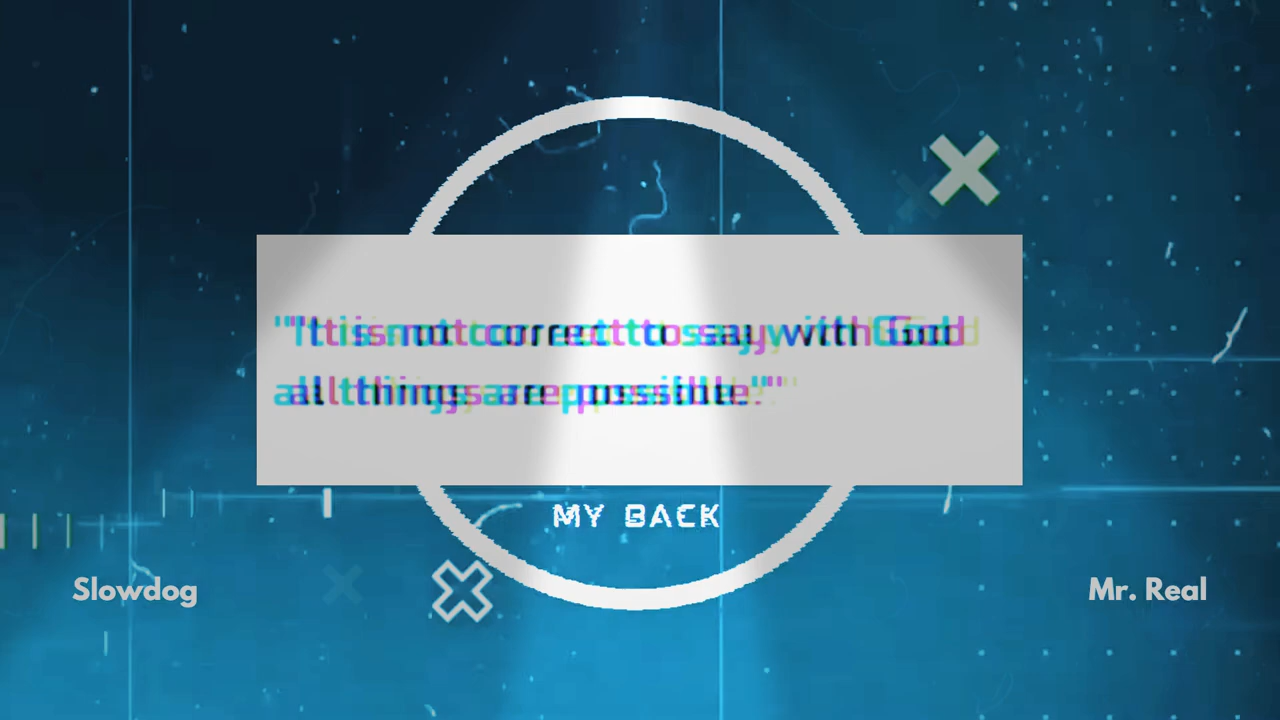 "It is not correct to say with God
all things are possible."
MY BACK
Slowdog
Mr. Real